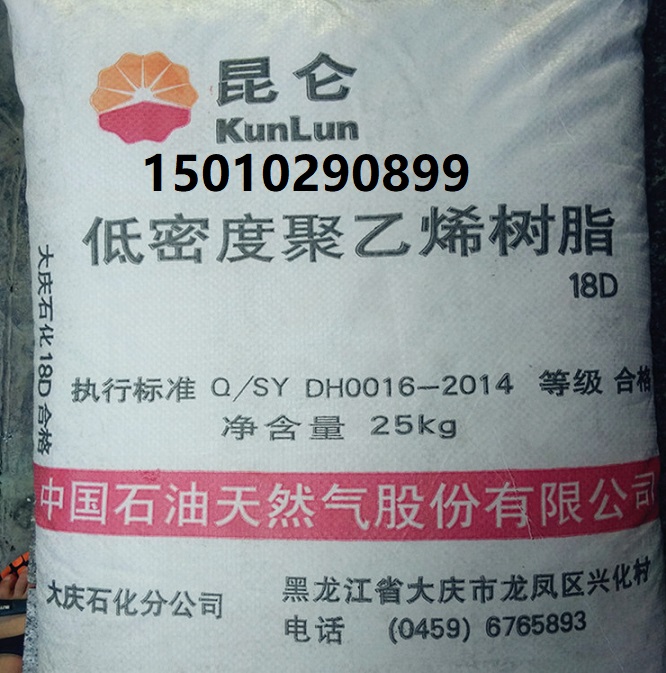 昆仑
KunLun
15010290899
低密度聚乙烯树脂
18D
大庆石化18D合格
执行标准 Q/SY DH0016-2014 等级 合格
净含量 25kg
中国石油天然气股份有限公司
大庆石化分公司
黑龙江省大庆市龙凤区兴化村
电话 (0459) 6765893